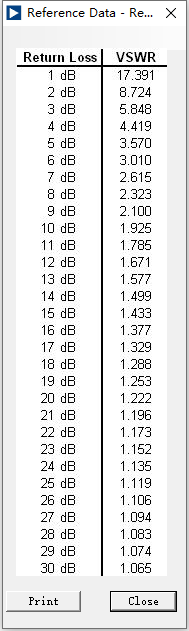 Reference Data - Re...
Return Loss VSWR
1 dB 17.391
2 dB 8.724
3 dB 5.848
4 dB 4.419
5 dB 3.570
6 dB 3.010
7 dB 2.615
8 dB 2.323
9 dB 2.100
10 dB 1.925
11 dB 1.785
12 dB 1.671
13 dB 1.577
14 dB 1.499
15 dB 1.433
16 dB 1.377
17 dB 1.329
18 dB 1.288
19 dB 1.253
20 dB 1.222
21 dB 1.196
22 dB 1.173
23 dB 1.152
24 dB 1.135
25 dB 1.119
26 dB 1.106
27 dB 1.094
28 dB 1.083
29 dB 1.074
30 dB 1.065
Print Close